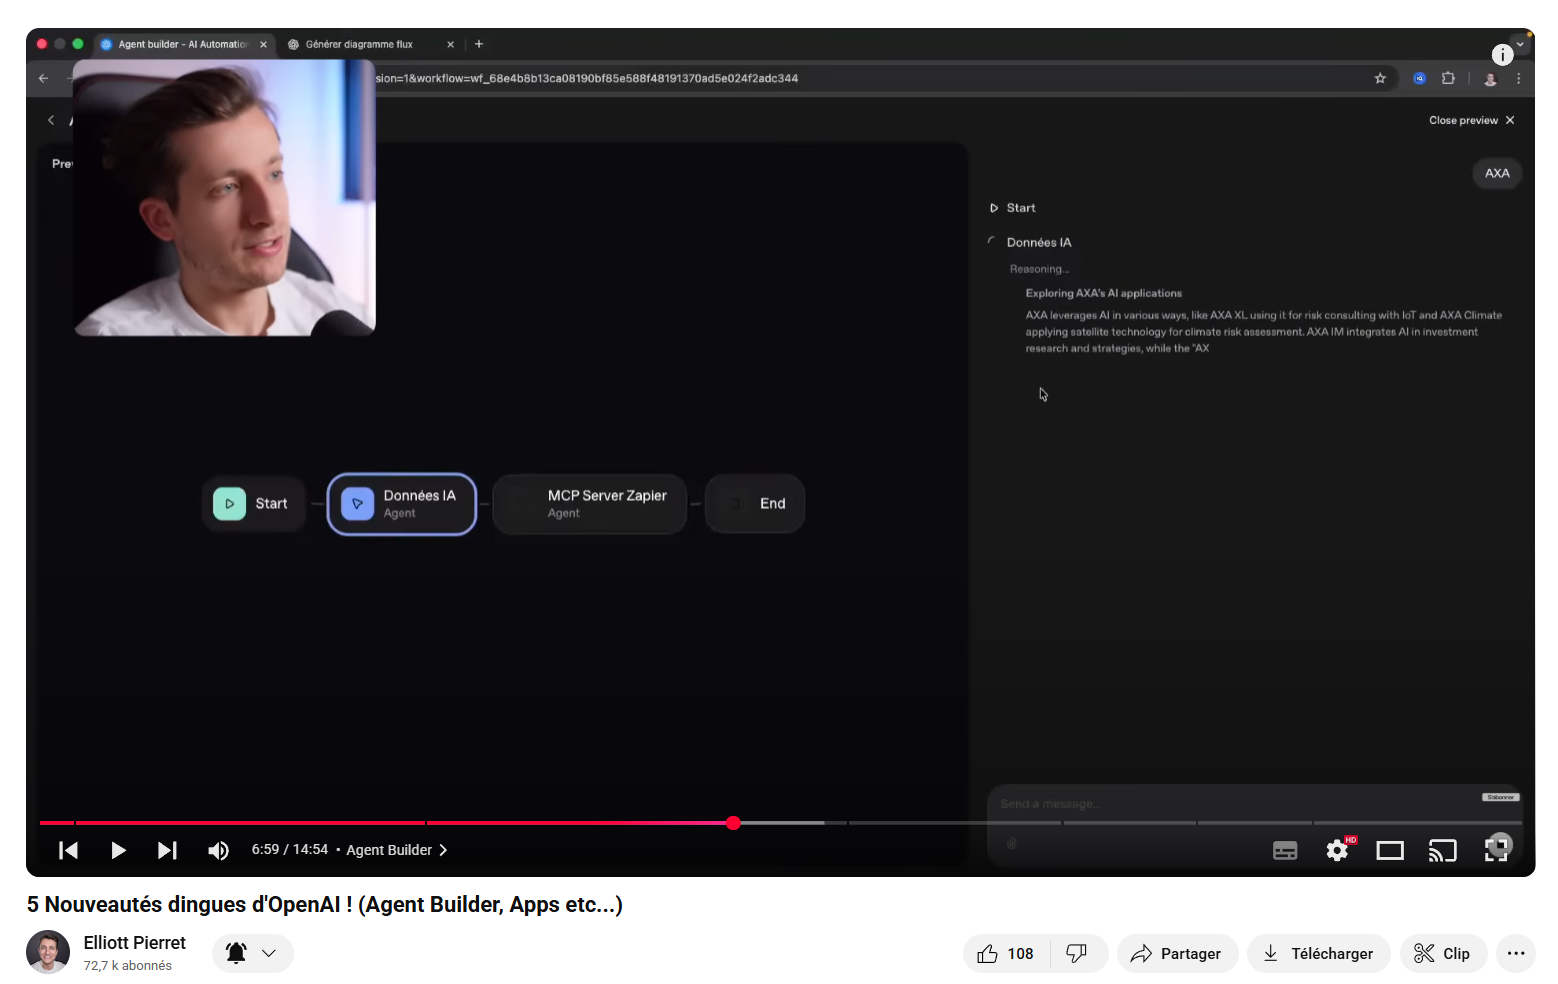 Agent builder - AI Automatio
Générer diagramme flux
sion=1&workflow=wf_68e4b8b13ca08190bf85e588f48191370ad5e024f2adc344
Close preview
Prev
AXA
Start
Données IA
Reasoning...
Exploring AXA's AI applications
AXA leverages AI in various ways, like AXA XL using it for risk consulting with IoT and AXA Climate
applying satellite technology for climate risk assessment. AXA IM integrates AI in investment
research and strategies, while the "AX
Start
Données IA
Agent
MCP Server Zapier
Agent
End
Send a message...
S'abonner
6:59 / 14:54 • Agent Builder
HD
5 Nouveautés dingues d'OpenAI ! (Agent Builder, Apps etc...)
Elliott Pierret
72,7 k abonnés
108
Partager
Télécharger
Clip